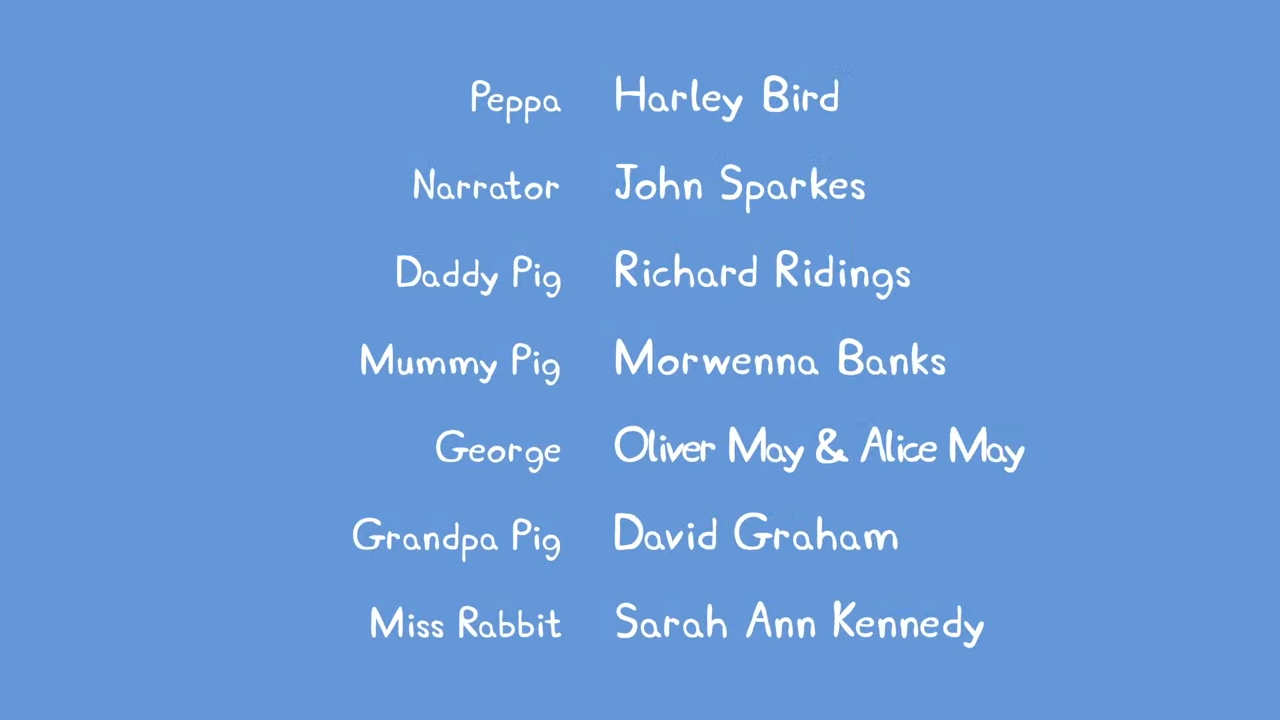 Peppa Harley Bird
Narrator John Sparkes
Daddy Pig Richard Ridings
Mummy Pig Morwenna Banks
George Oliver May & Alice May
Grandpa Pig David Graham
Miss Rabbit Sarah Ann Kennedy